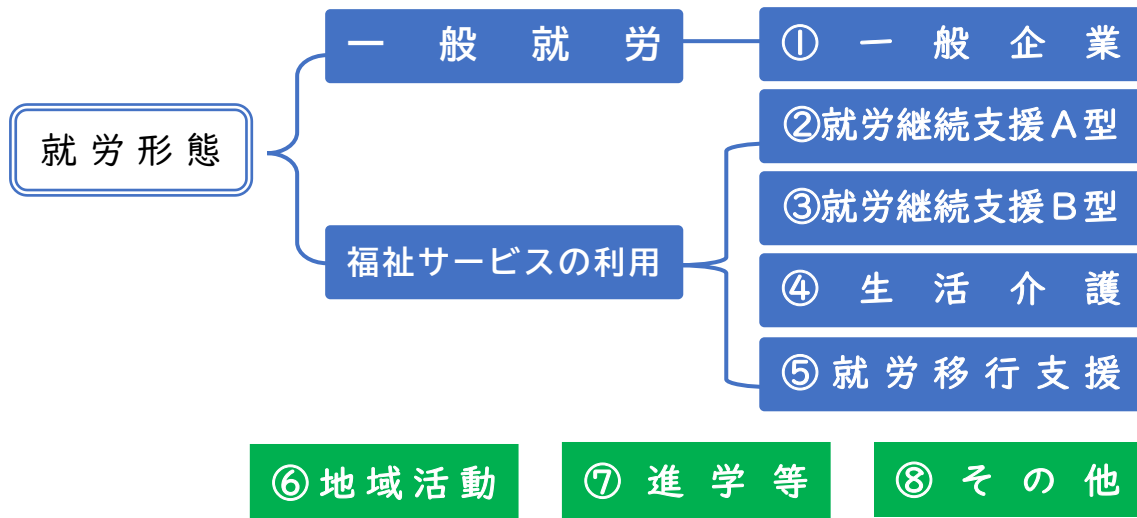 就労形態
一般就労
①一般企業
②就労継続支援A型
③就労継続支援B型
福祉サービスの利用
④生活介護
⑤就労移行支援
⑥地域活動
⑦進学等
⑧その他